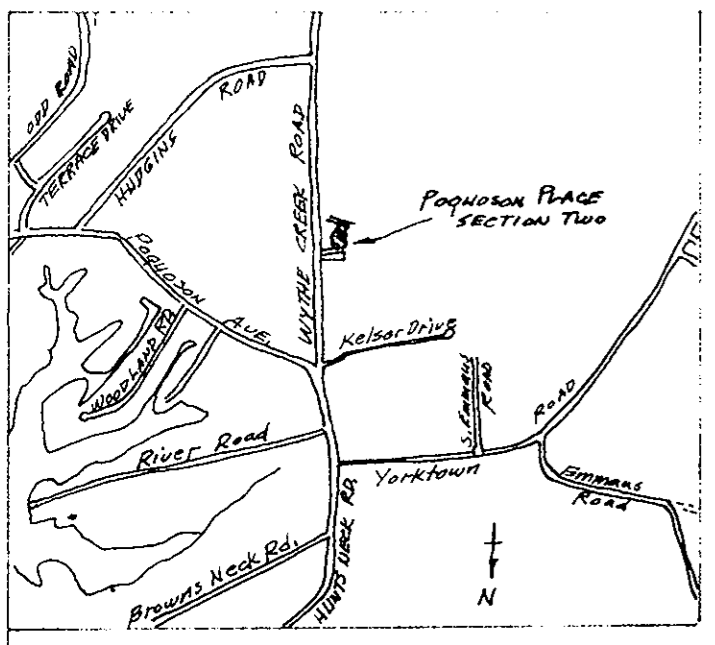 ODD ROAD
TERRACE DRIVE
HUDGINS
ROAD
WYTHE CREEK ROAD
POQUOSON PLACE
SECTION TWO
POQUOSON
AVE.
WOODLAND RD.
Kelsor Drive
S. Emmaus
ROAD
ROAD
River Road
Yorktown
Emmaus
Road
HUNTS NECK RD.
Browns Neck Rd.
N